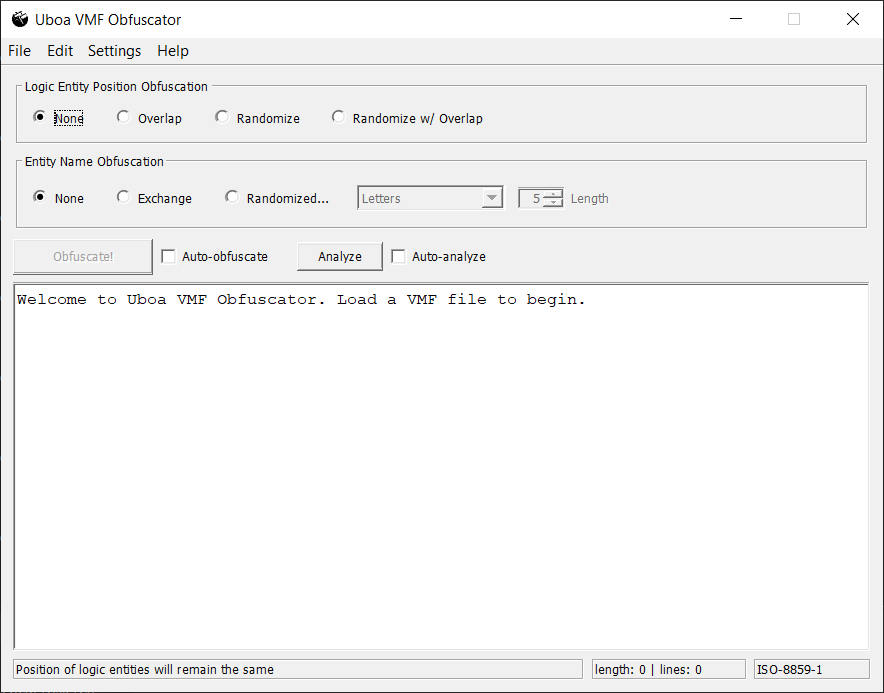 Uboa VMF Obfuscator
File Edit Settings Help
Logic Entity Position Obfuscation
None Overlap Randomize Randomize w/ Overlap
Entity Name Obfuscation
None Exchange Randomized... Letters 5 Length
Obfuscate! Auto-obfuscate Analyze Auto-analyze
Welcome to Uboa VMF Obfuscator. Load a VMF file to begin.
Position of logic entities will remain the same length: 0 | lines: 0 ISO-8859-1